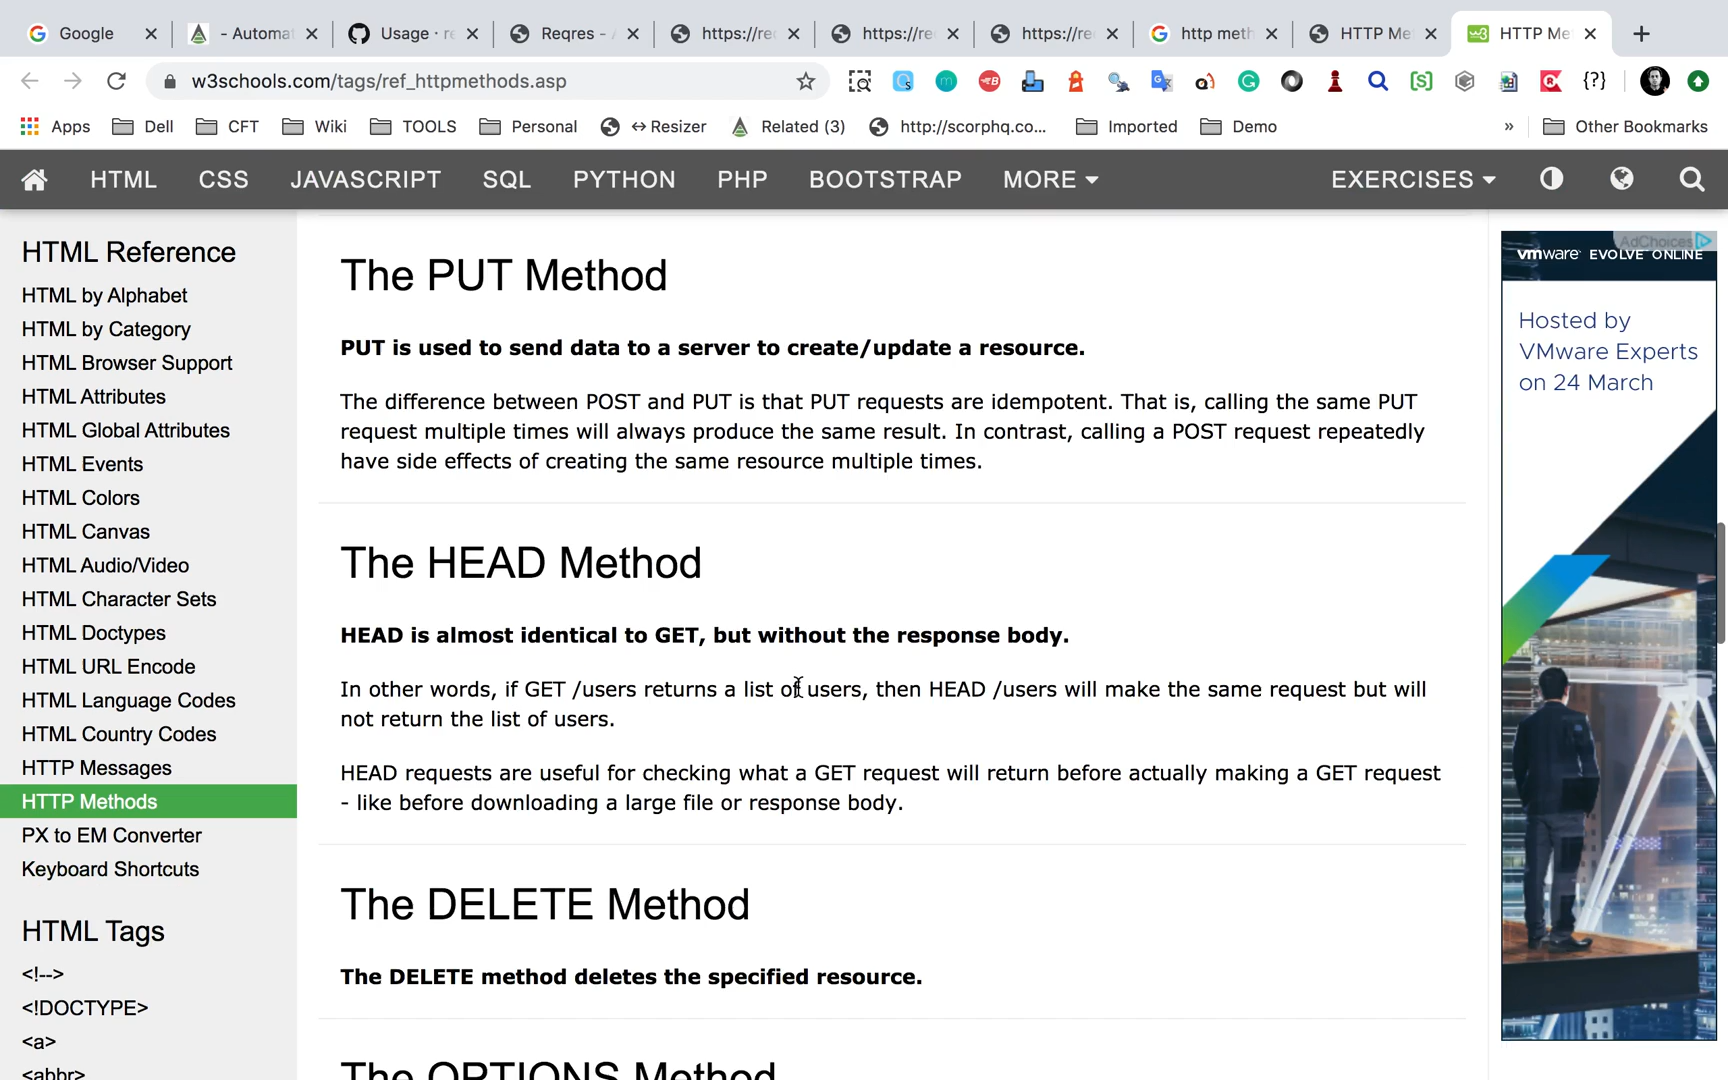 Google
- Automat
Usage · re
Reqres - A
https://rec
https://rec
https://rec
http meth
HTTP Me
HTTP Me
w3schools.com/tags/ref_httpmethods.asp
Apps
Dell
CFT
Wiki
TOOLS
Personal
↔Resizer
Related (3)
http://scorphq.co...
Imported
Demo
»
Other Bookmarks
HTML CSS JAVASCRIPT SQL PYTHON PHP BOOTSTRAP MORE EXERCISES
HTML Reference
HTML by Alphabet
HTML by Category
HTML Browser Support
HTML Attributes
HTML Global Attributes
HTML Events
HTML Colors
HTML Canvas
HTML Audio/Video
HTML Character Sets
HTML Doctypes
HTML URL Encode
HTML Language Codes
HTML Country Codes
HTTP Messages
HTTP Methods
PX to EM Converter
Keyboard Shortcuts
HTML Tags
<!-->
<!DOCTYPE>
<a>
<abbr>
The PUT Method
PUT is used to send data to a server to create/update a resource.
The difference between POST and PUT is that PUT requests are idempotent. That is, calling the same PUT
request multiple times will always produce the same result. In contrast, calling a POST request repeatedly
have side effects of creating the same resource multiple times.
The HEAD Method
HEAD is almost identical to GET, but without the response body.
In other words, if GET /users returns a list of users, then HEAD /users will make the same request but will
not return the list of users.
HEAD requests are useful for checking what a GET request will return before actually making a GET request
- like before downloading a large file or response body.
The DELETE Method
The DELETE method deletes the specified resource.
The OPTIONS Method
AdChoices
vmware EVOLVE ONLINE
Hosted by
VMware Experts
on 24 March